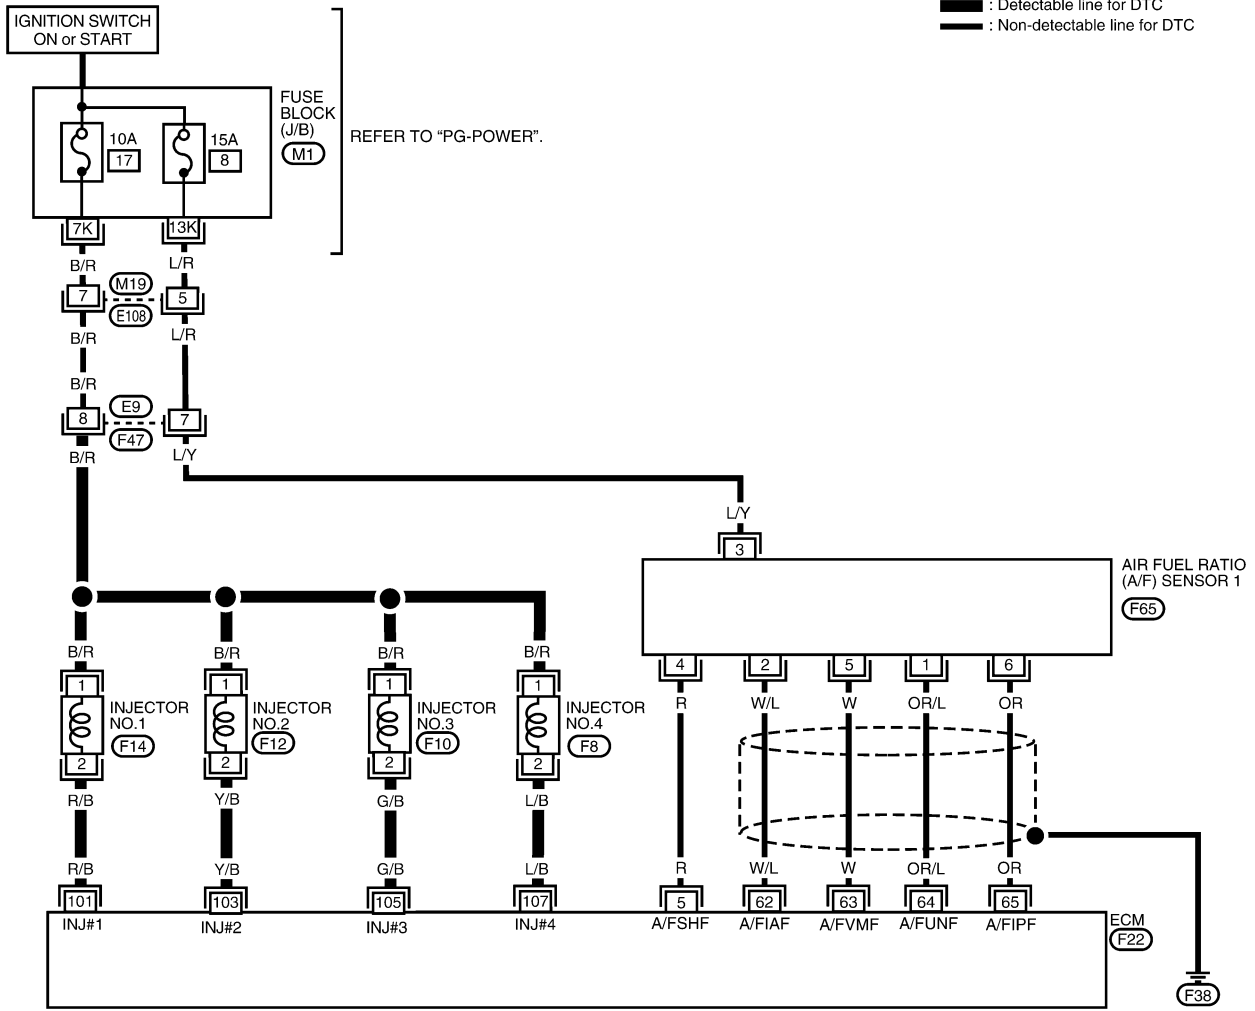 IGNITION SWITCH
ON or START
: Detectable line for DTC
: Non-detectable line for DTC
FUSE
BLOCK
(J/B)
M1
10A
17
15A
8
REFER TO “PG-POWER”.
7K
13K
B/R
L/R
7
M19
E108
5
B/R
L/R
B/R
8
E9
F47
7
B/R
L/Y
L/Y
3
AIR FUEL RATIO
(A/F) SENSOR 1
F65
4
2
5
1
6
R
W/L
W
OR/L
OR
B/R
B/R
B/R
B/R
1
1
1
1
INJECTOR
NO.1
F14
INJECTOR
NO.2
F12
INJECTOR
NO.3
F10
INJECTOR
NO.4
F8
2
2
2
2
R/B
Y/B
G/B
L/B
R/B
Y/B
G/B
L/B
R
W/L
W
OR/L
OR
101
103
105
107
5
62
63
64
65
INJ#1
INJ#2
INJ#3
INJ#4
A/FSHF
A/FIAF
A/FVMF
A/FUNF
A/FIPF
ECM
F22
F38